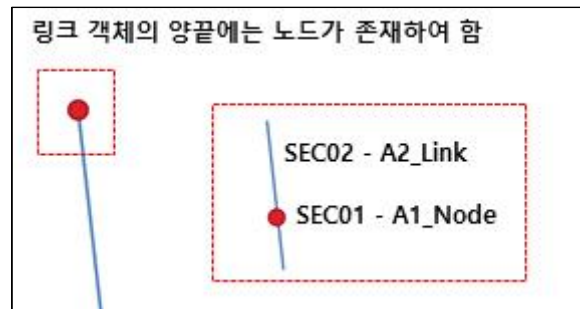 링크 객체의 양끝에는 노드가 존재하여 함
SEC02 - A2_Link
SEC01 - A1_Node